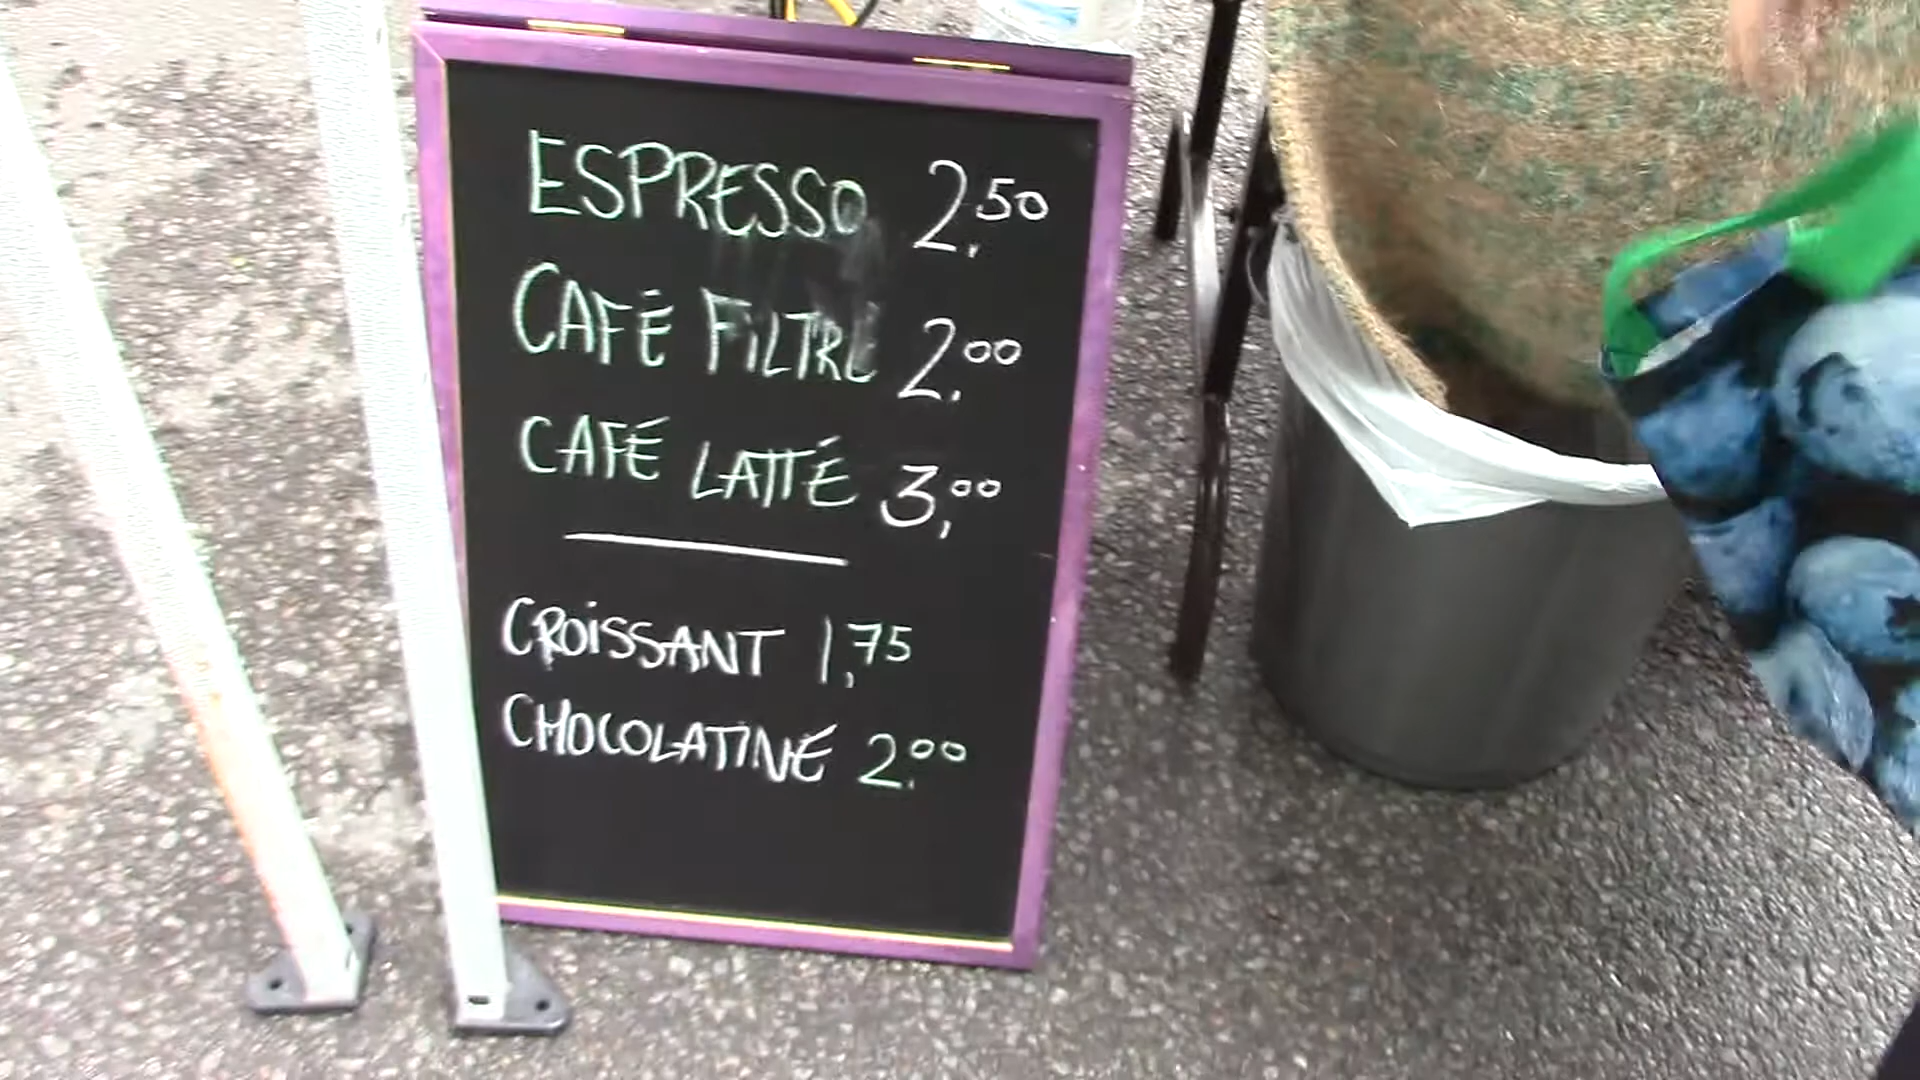 ESPRESSO 2.50
CAFÉ FILTRE 2.00
CAFÉ LATTÉ 3,00
CROISSANT 1,75
CHOCOLATINE 2.00